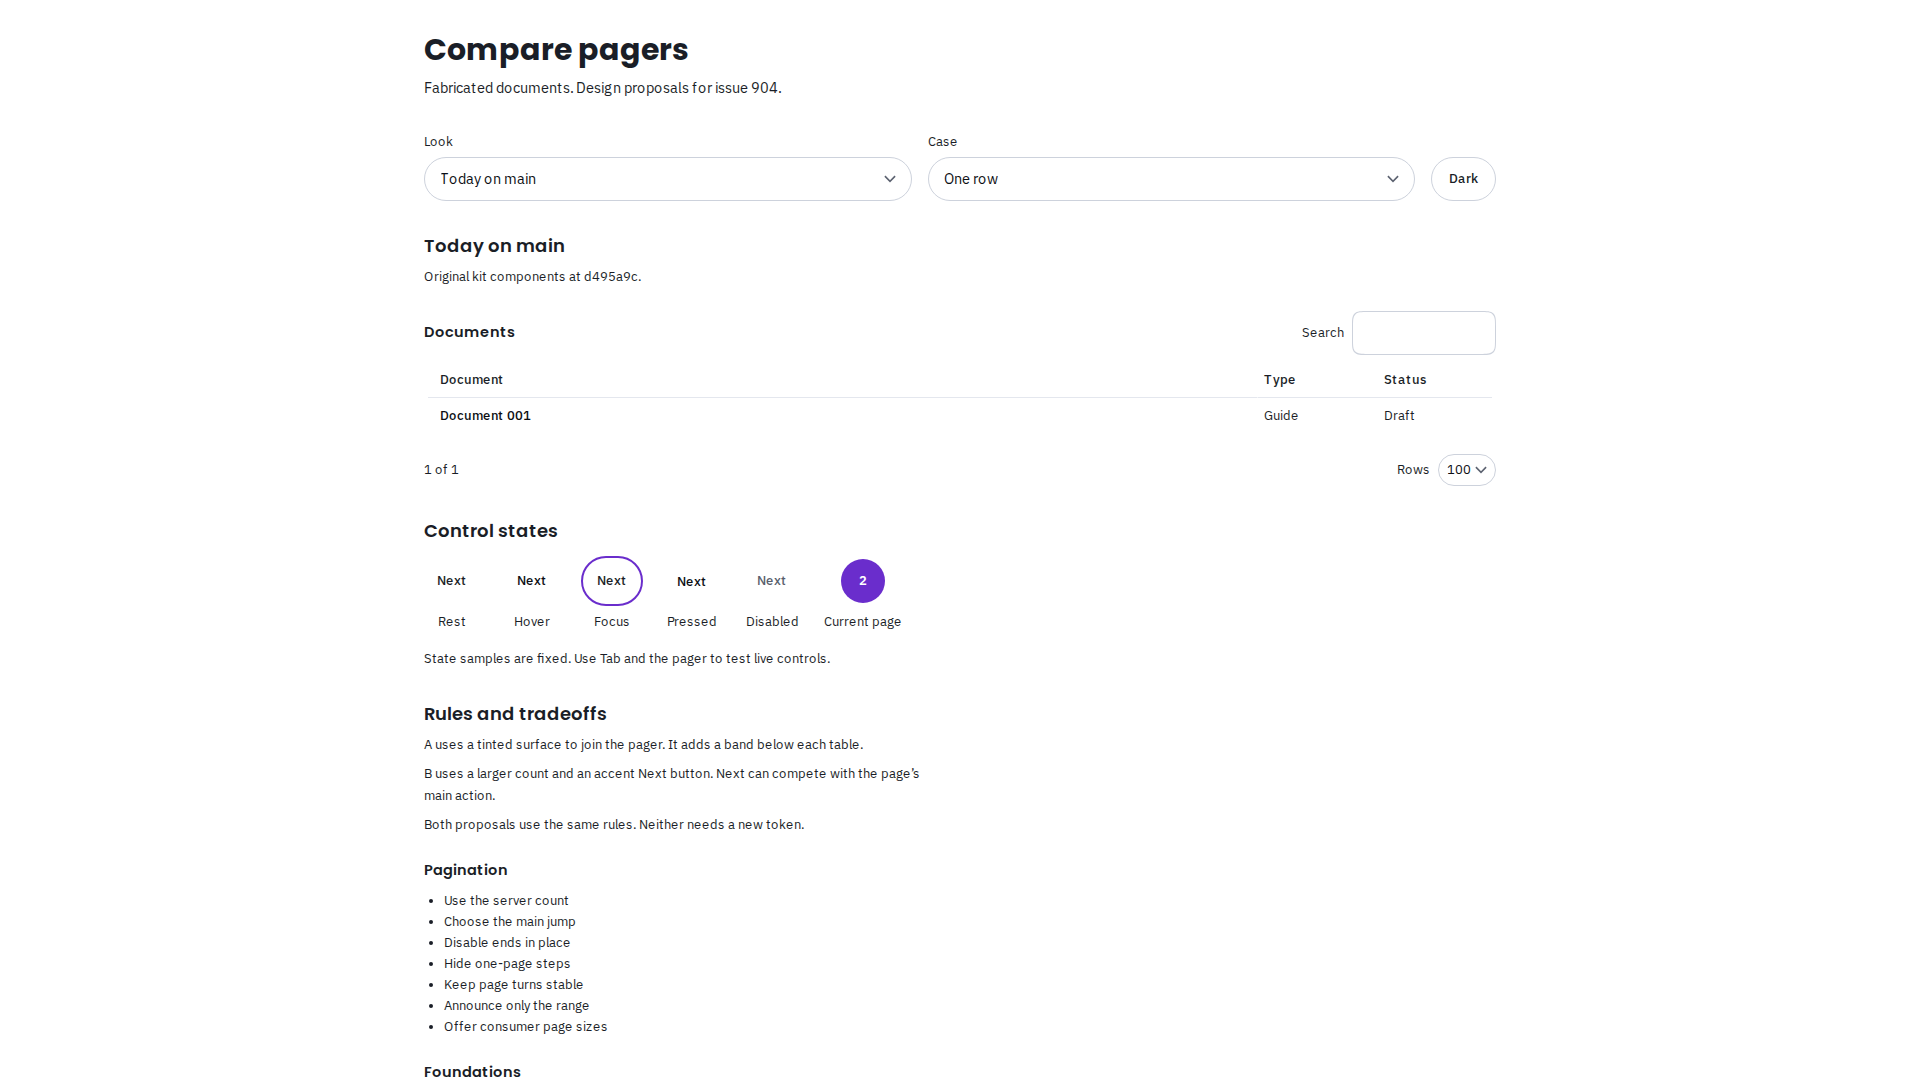 Compare pagers
Fabricated documents. Design proposals for issue 904.
Look
Case
Today on main
One row
Dark
Today on main
Original kit components at d495a9c.
Documents
Search
Document Type Status
Document 001 Guide Draft
1 of 1
Rows 100
Control states
Next Next Next Next Next 2
Rest Hover Focus Pressed Disabled Current page
State samples are fixed. Use Tab and the pager to test live controls.
Rules and tradeoffs
A uses a tinted surface to join the pager. It adds a band below each table.
B uses a larger count and an accent Next button. Next can compete with the page’s
main action.
Both proposals use the same rules. Neither needs a new token.
Pagination
• Use the server count
• Choose the main jump
• Disable ends in place
• Hide one-page steps
• Keep page turns stable
• Announce only the range
• Offer consumer page sizes
Foundations